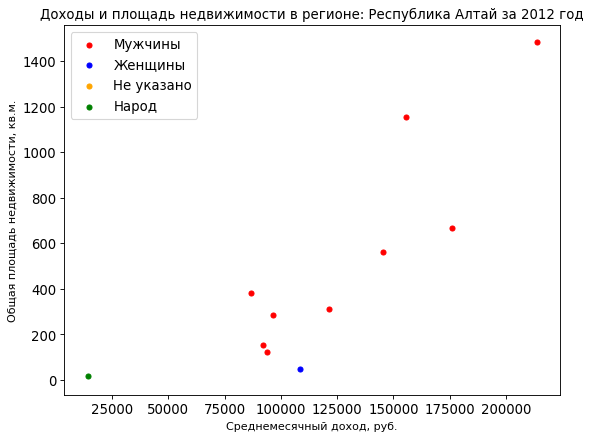 Доходы и площадь недвижимости в регионе: Республика Алтай за 2012 год
Мужчины
Женщины
Не указано
Народ
Общая площадь недвижимости, кв.м.
1400
1200
1000
800
600
400
200
0
25000 50000 75000 100000 125000 150000 175000 200000
Среднемесячный доход, руб.